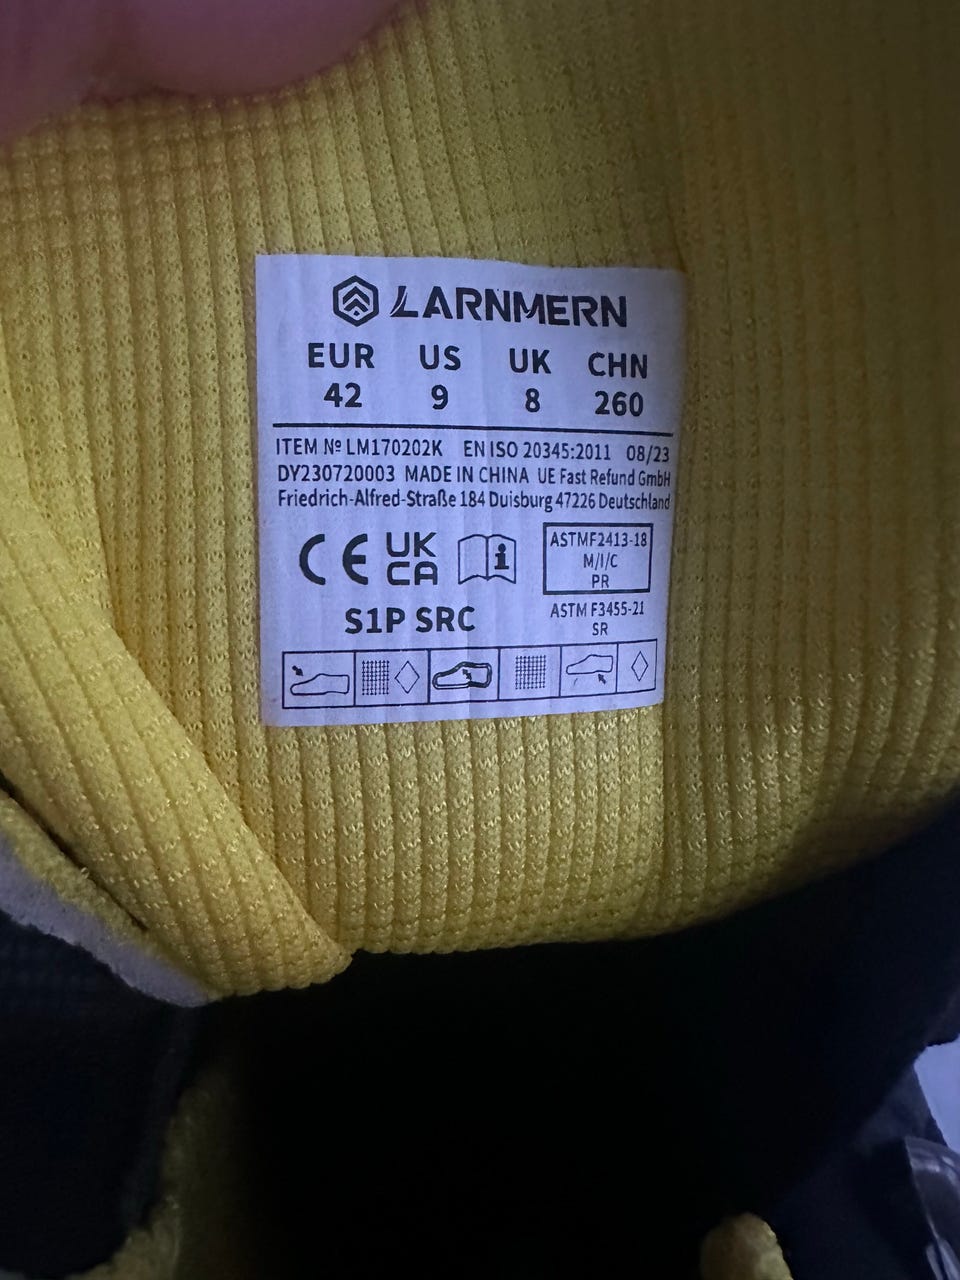 LARNMERN
EUR US UK CHN
42 9 8 260
ITEM Nº LM170202K EN ISO 20345:2011 08/23
DY230720003 MADE IN CHINA UE Fast Refund GmbH
Friedrich-Alfred-Straße 184 Duisburg 47226 Deutschland
CE UK
CA
i
S1P SRC
ASTMF2413-18
M/I/C
PR
ASTM F3455-21
SR